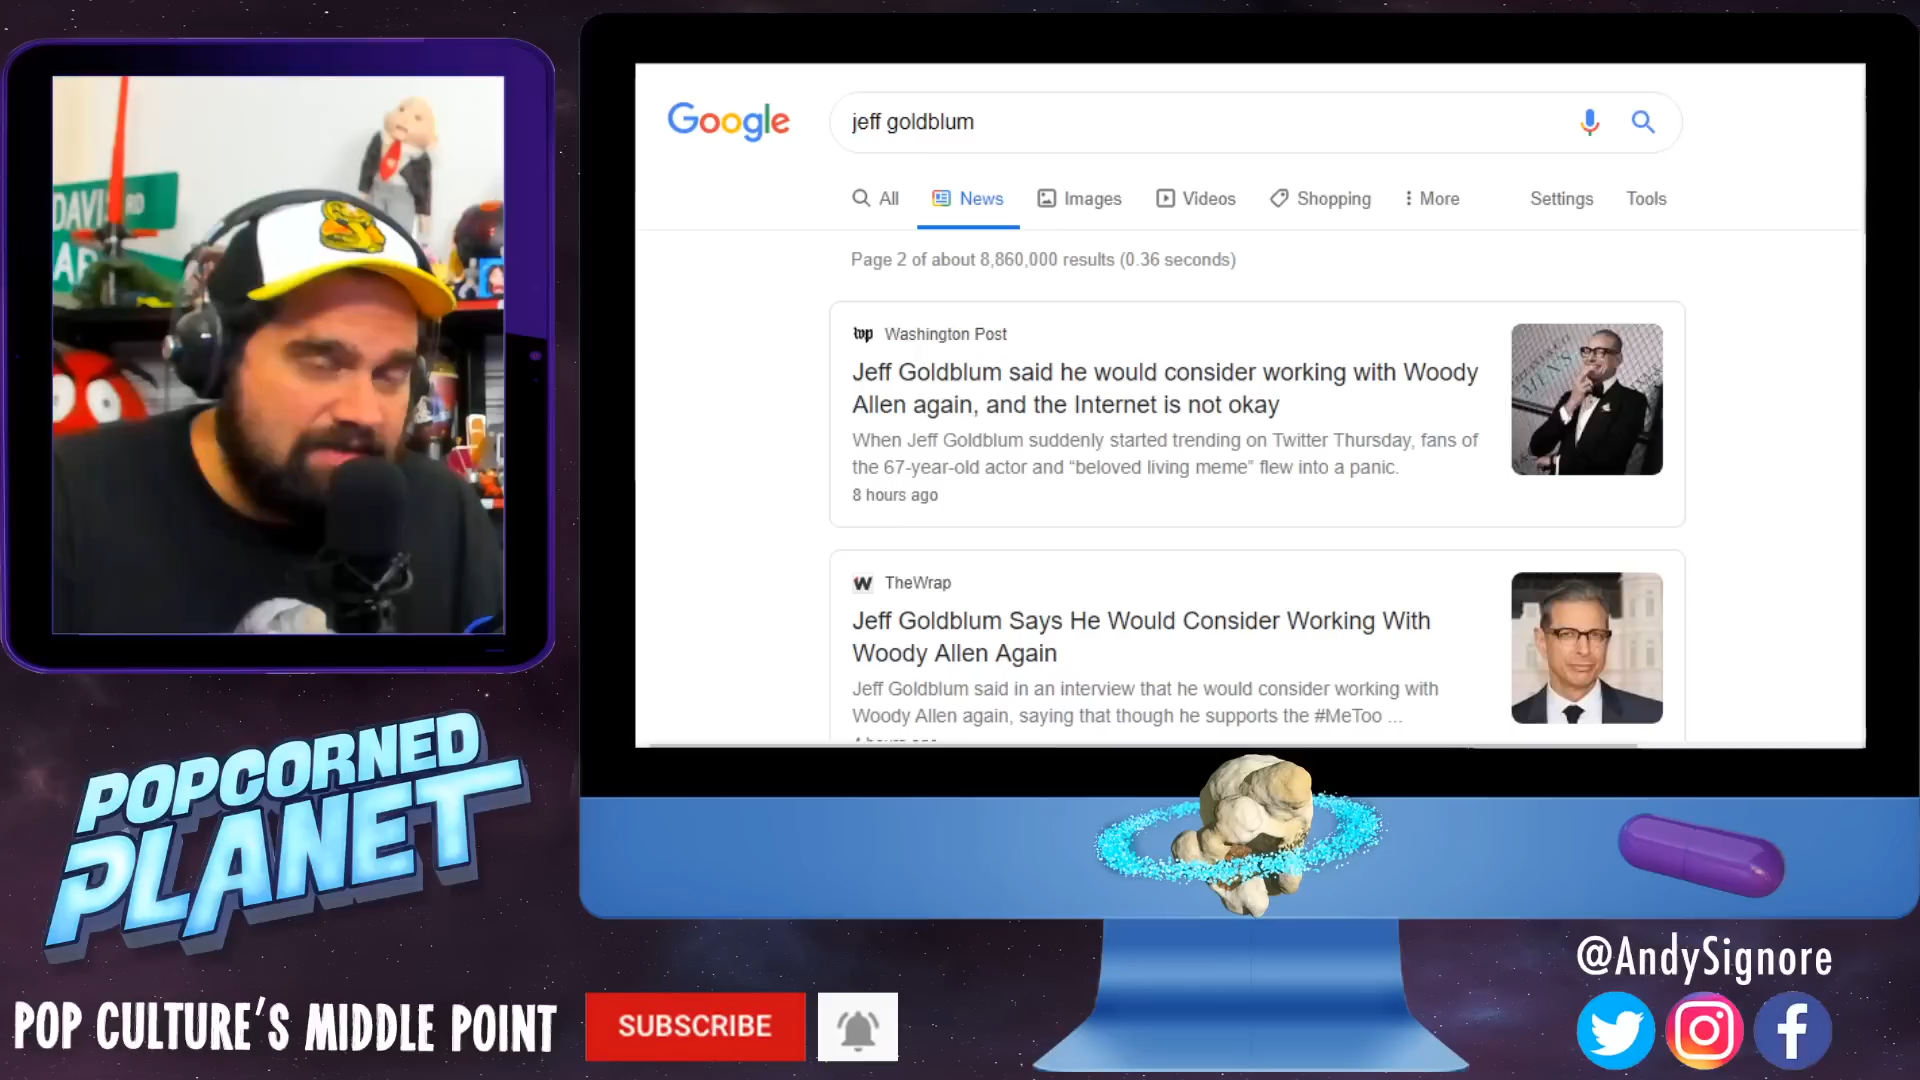 DAVIS RD
AR
Google
jeff goldblum
All
News
Images
Videos
Shopping
More
Settings
Tools
Page 2 of about 8,860,000 results (0.36 seconds)
wp Washington Post
Jeff Goldblum said he would consider working with Woody
Allen again, and the Internet is not okay
When Jeff Goldblum suddenly started trending on Twitter Thursday, fans of
the 67-year-old actor and “beloved living meme” flew into a panic.
8 hours ago
W TheWrap
Jeff Goldblum Says He Would Consider Working With
Woody Allen Again
Jeff Goldblum said in an interview that he would consider working with
Woody Allen again, saying that though he supports the #MeToo ...
POPCORNED
PLANET
POP CULTURE'S MIDDLE POINT
SUBSCRIBE
@AndySignore